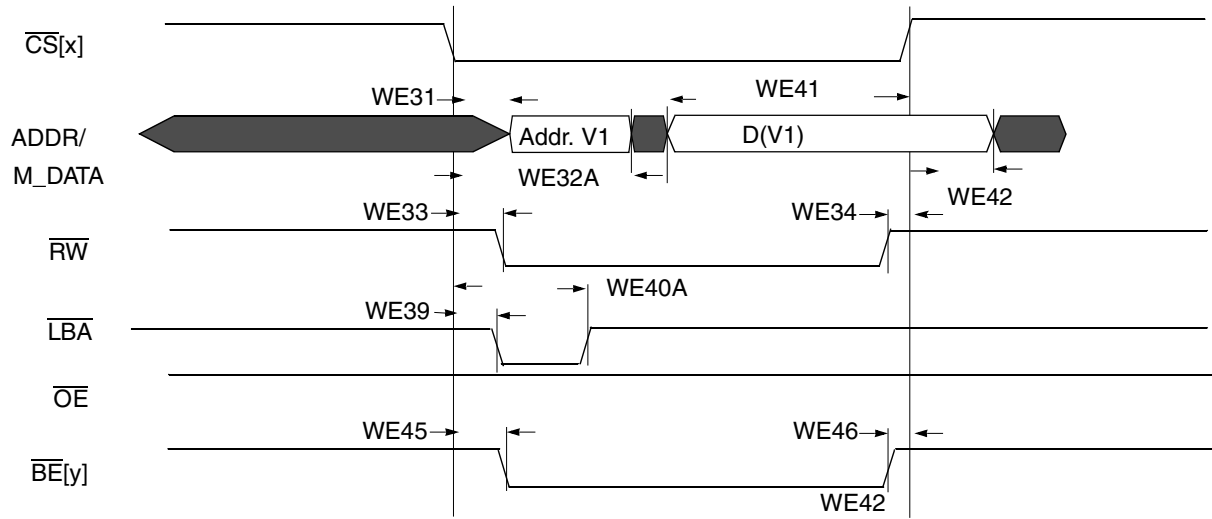 CS[x]
WE31
WE41
ADDR/
M_DATA
Addr. V1
D(V1)
WE32A
WE42
WE33
WE34
RW
WE40A
WE39
LBA
OE
WE45
WE46
BE[y]
WE42